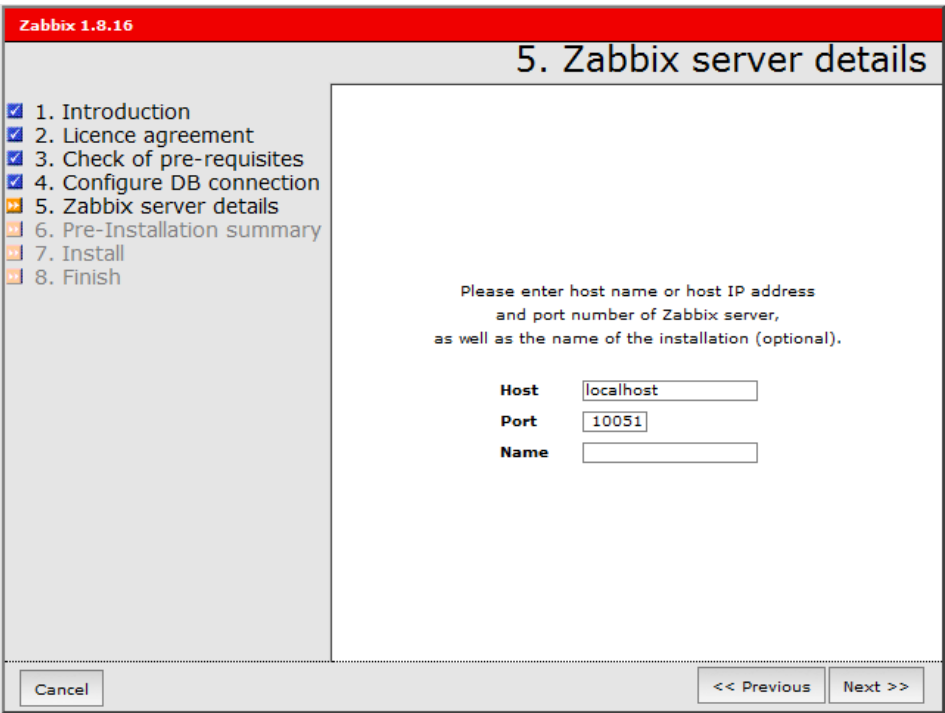 Zabbix 1.8.16
5. Zabbix server details
1. Introduction
2. Licence agreement
3. Check of pre-requisites
4. Configure DB connection
5. Zabbix server details
6. Pre-Installation summary
7. Install
8. Finish
Please enter host name or host IP address
and port number of Zabbix server,
as well as the name of the installation (optional).
Host localhost
Port 10051
Name
Cancel << Previous Next >>